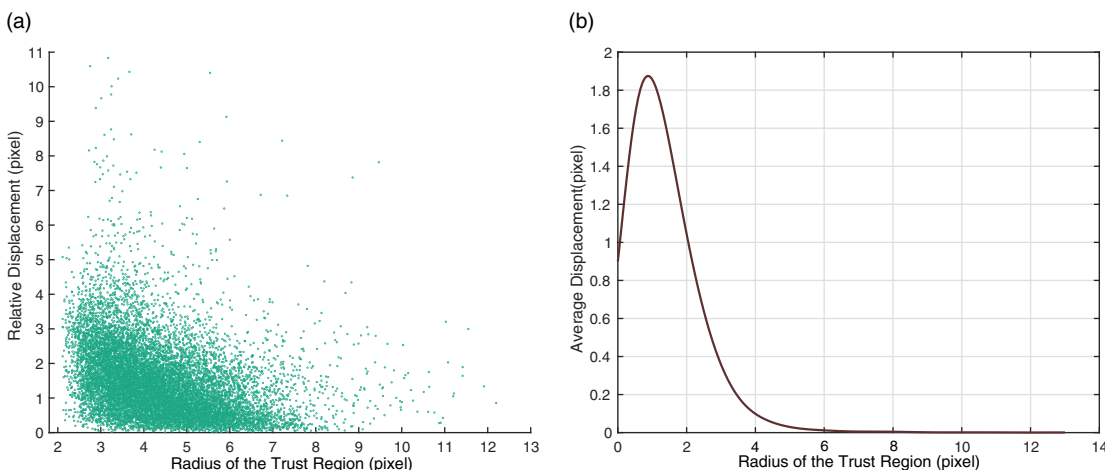 (a)
11
10
9
8
7
6
5
4
3
2
1
0
Relative Displacement (pixel)
2 3 4 5 6 7 8 9 10 11 12 13
Radius of the Trust Region (pixel)
(b)
2
1.8
1.6
1.4
1.2
1
0.8
0.6
0.4
0.2
0
Average Displacement(pixel)
0 2 4 6 8 10 12 14
Radius of the Trust Region (pixel)